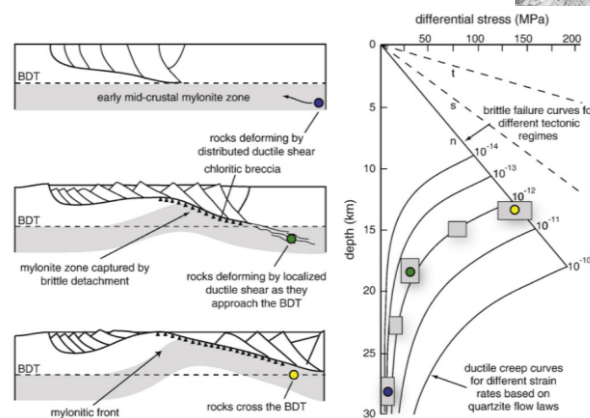 BDT
early mid-crustal mylonite zone
rocks deforming by
distributed ductile shear
chloritic breccia
BDT
mylonite zone captured by
brittle detachment
rocks deforming by localized
ductile shear as they
approach the BDT
BDT
mylonitic front
rocks cross the BDT
differential stress (MPa)
50 100 150 200
0
5
10
15
20
25
30
depth (km)
t
s
n
brittle failure curves for
different tectonic
regimes
10-14
10-13
10-12
10-11
10-10
ductile creep curves
for different strain
rates based on
quartzite flow laws